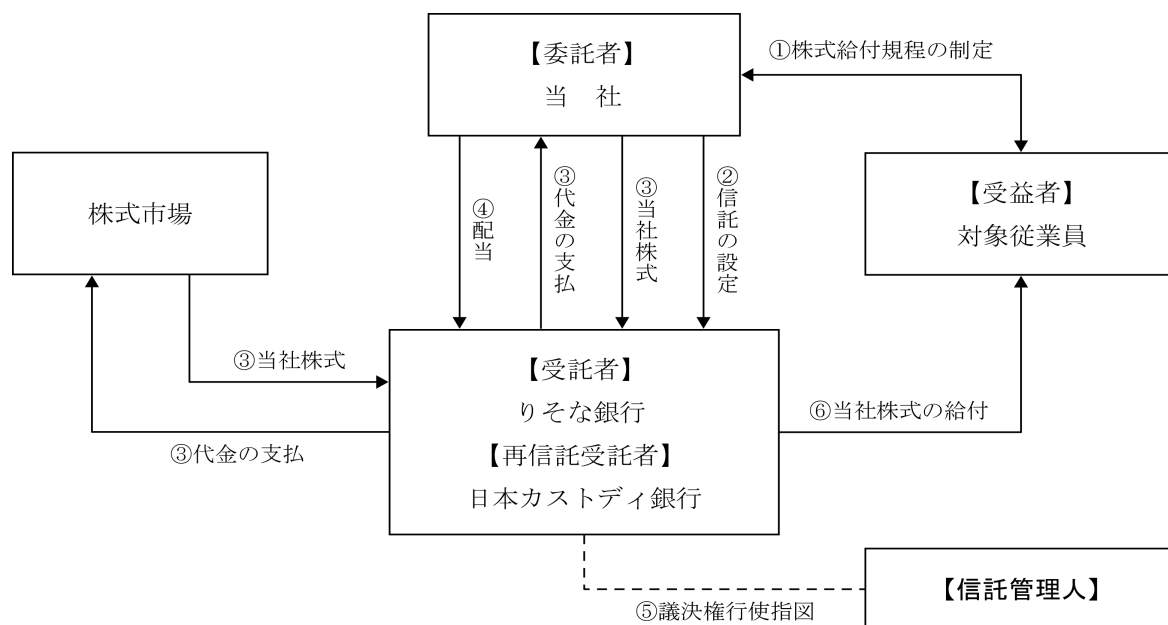 【委託者】
当　社
①株式給付規程の制定
株式市場
【受益者】
対象従業員
④配当
③代金の支払
③当社株式
②信託の設定
③当社株式
③代金の支払
【受託者】
りそな銀行
【再信託受託者】
日本カストディ銀行
⑥当社株式の給付
⑤議決権行使指図
【信託管理人】